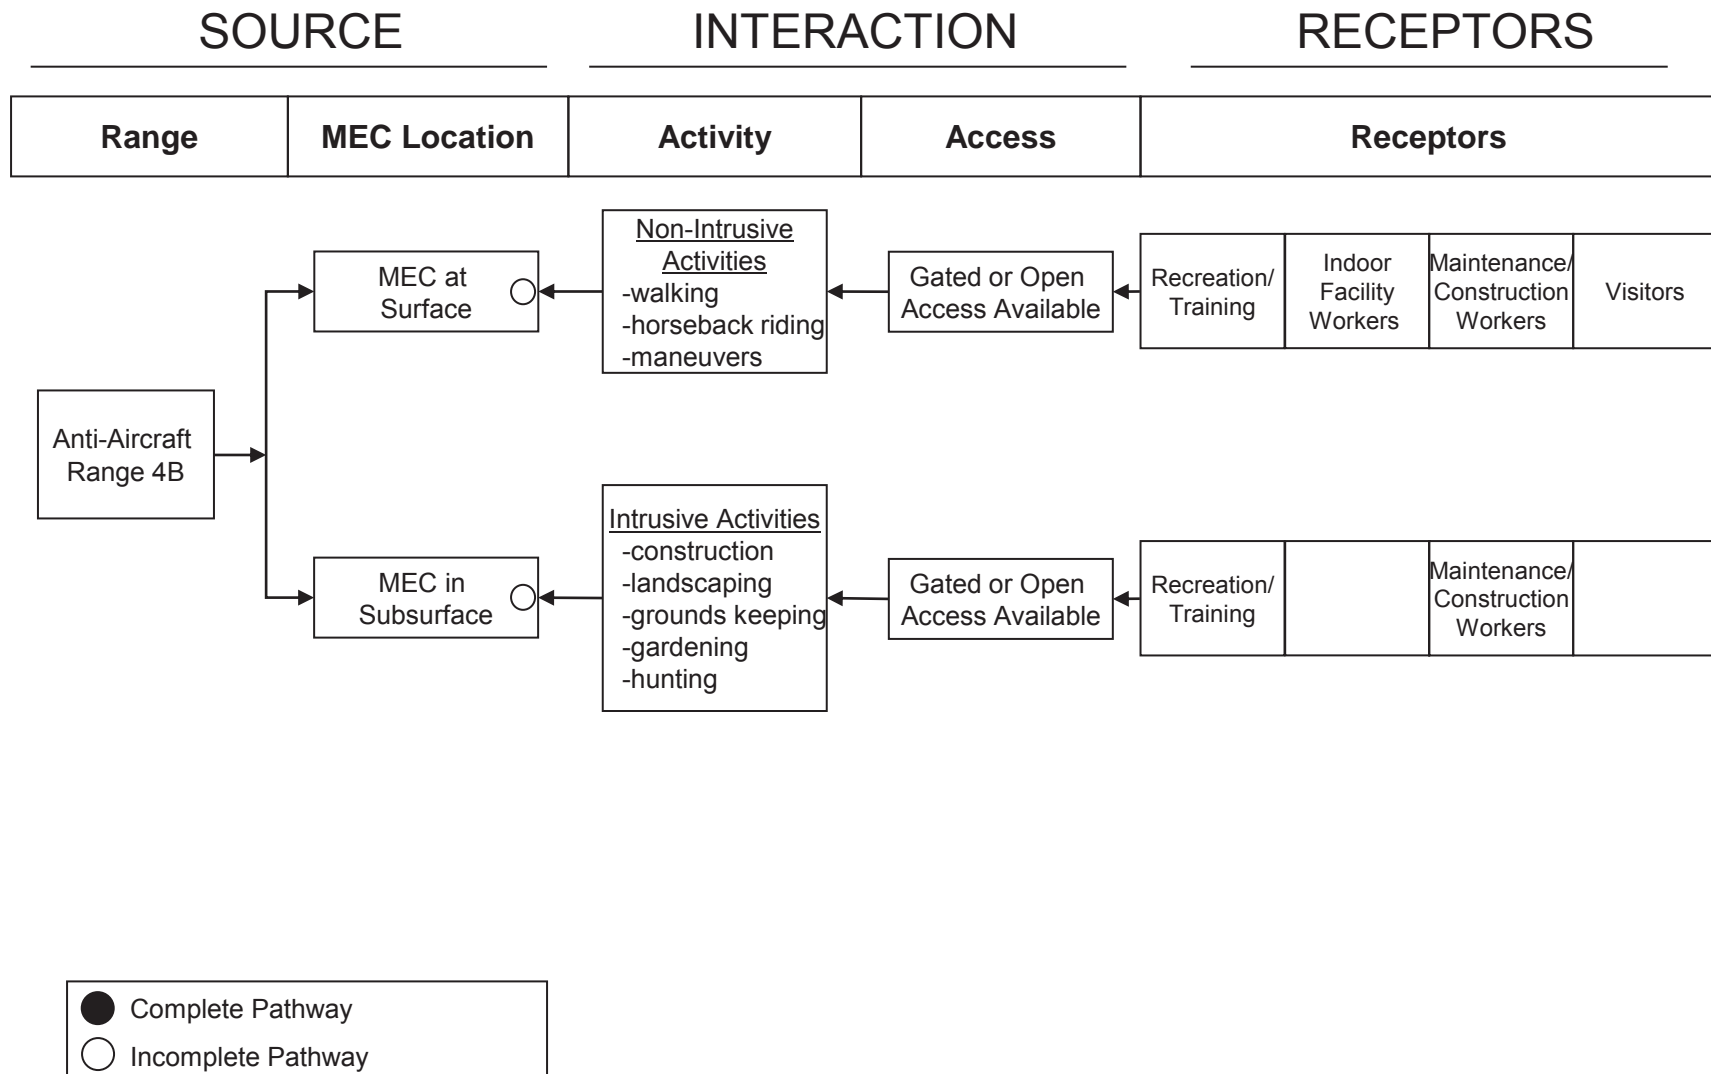 SOURCE
INTERACTION
RECEPTORS
Range
MEC Location
Activity
Access
Receptors
MEC at
Surface
Non-Intrusive
Activities
-walking
-horseback riding
-maneuvers
Gated or Open
Access Available
Recreation/
Training
Indoor
Facility
Workers
Maintenance/
Construction
Workers
Visitors
Anti-Aircraft
Range 4B
MEC in
Subsurface
Intrusive Activities
-construction
-landscaping
-grounds keeping
-gardening
-hunting
Gated or Open
Access Available
Recreation/
Training
Maintenance/
Construction
Workers
Complete Pathway
Incomplete Pathway